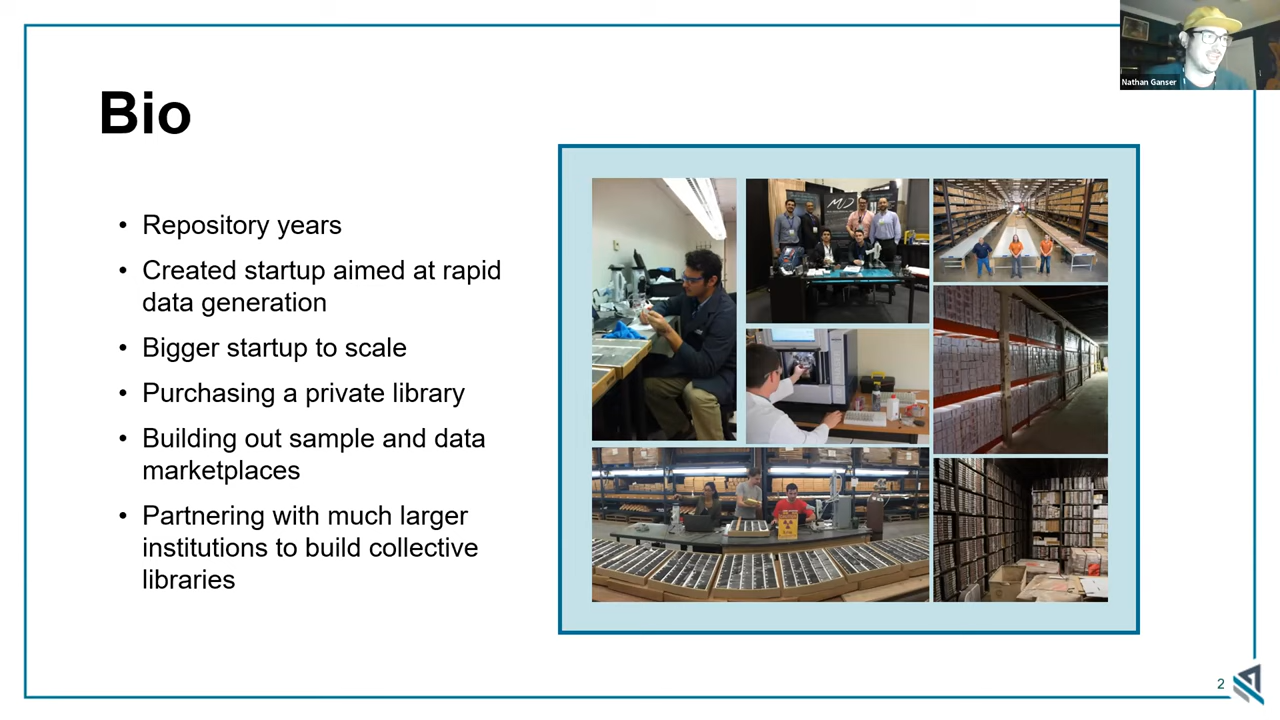 Nathan Ganser
Bio
• Repository years
• Created startup aimed at rapid
data generation
• Bigger startup to scale
• Purchasing a private library
• Building out sample and data
marketplaces
• Partnering with much larger
institutions to build collective
libraries
2